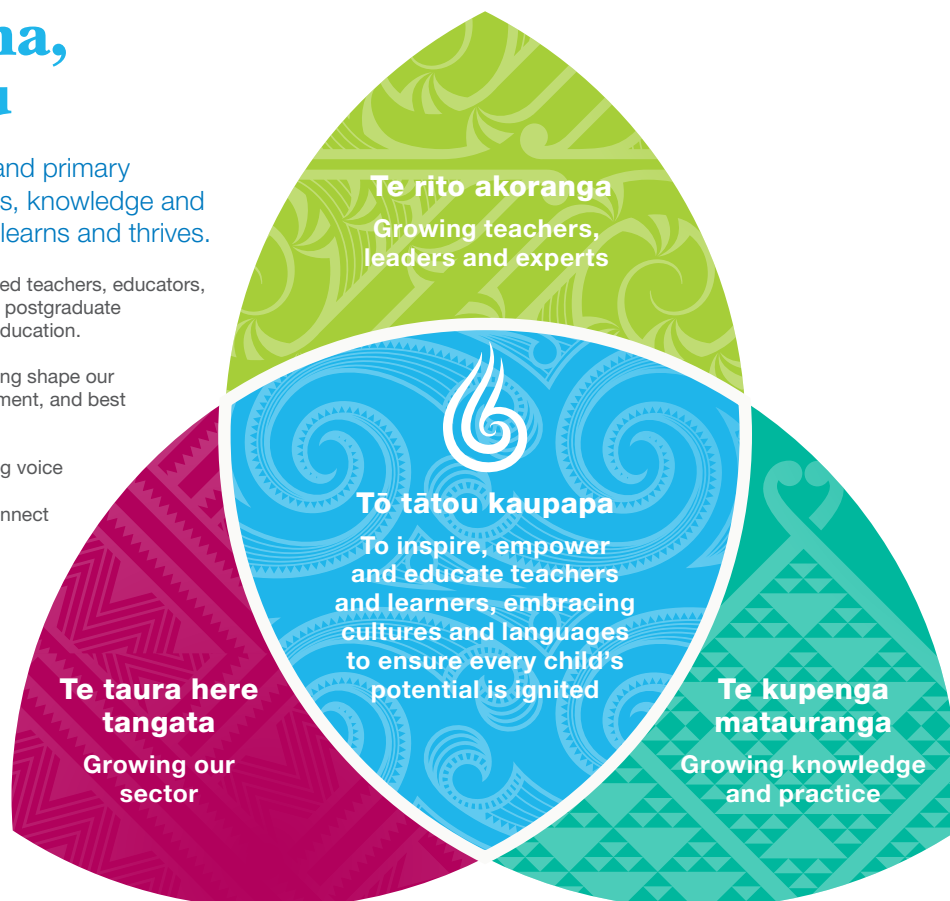 and primary
s, knowledge and
learns and thrives.
ed teachers, educators,
postgraduate
ducation.
ng shape our
ment, and best
g voice
nnect
Te rito akoranga
Growing teachers,
leaders and experts
Tō tātou kaupapa
To inspire, empower
and educate teachers
and learners, embracing
cultures and languages
to ensure every child's
potential is ignited
Te taura here
tangata
Growing our
sector
Te kupenga
matauranga
Growing knowledge
and practice